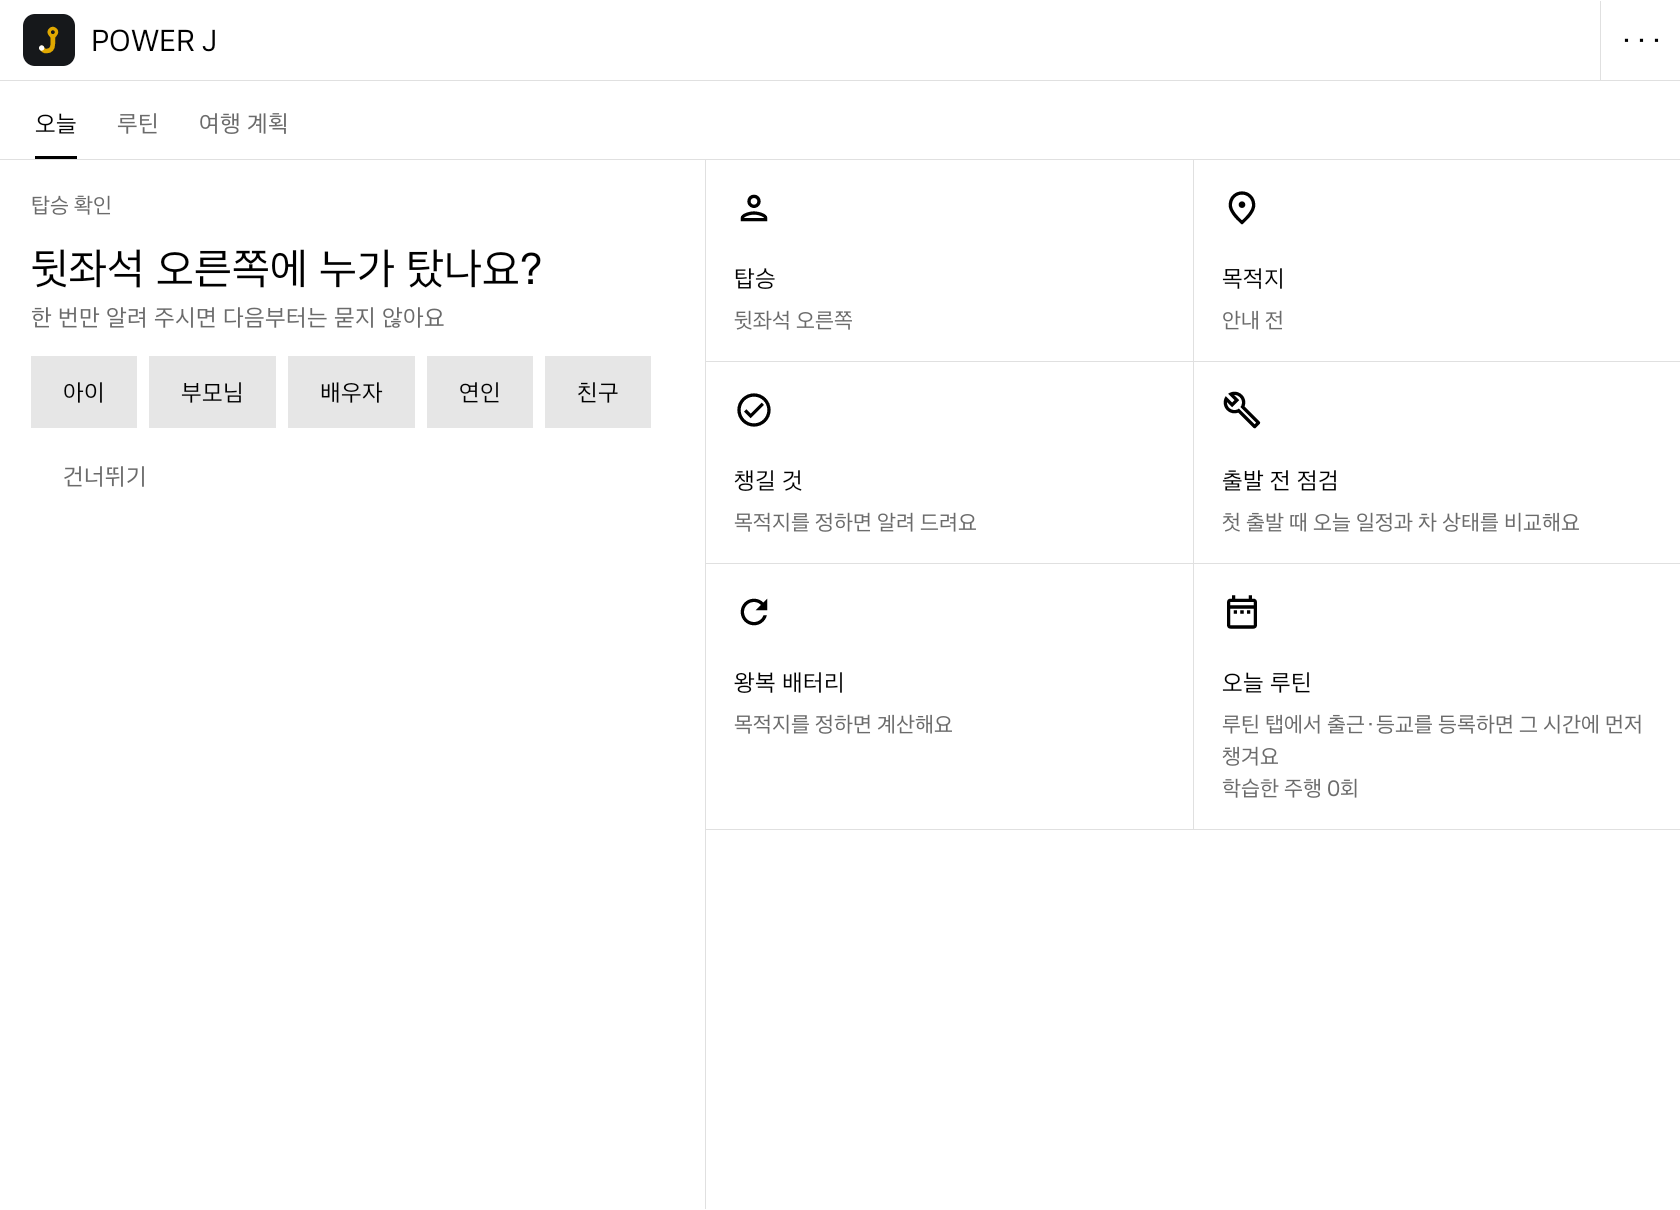 POWER J
오늘
루틴
여행 계획
탑승 확인
뒷좌석 오른쪽에 누가 탔나요?
한 번만 알려 주시면 다음부터는 묻지 않아요
아이
부모님
배우자
연인
친구
건너뛰기
탑승
뒷좌석 오른쪽
목적지
안내 전
챙길 것
목적지를 정하면 알려 드려요
출발 전 점검
첫 출발 때 오늘 일정과 차 상태를 비교해요
왕복 배터리
목적지를 정하면 계산해요
오늘 루틴
루틴 탭에서 출근·등교를 등록하면 그 시간에 먼저
챙겨요
학습한 주행 0회